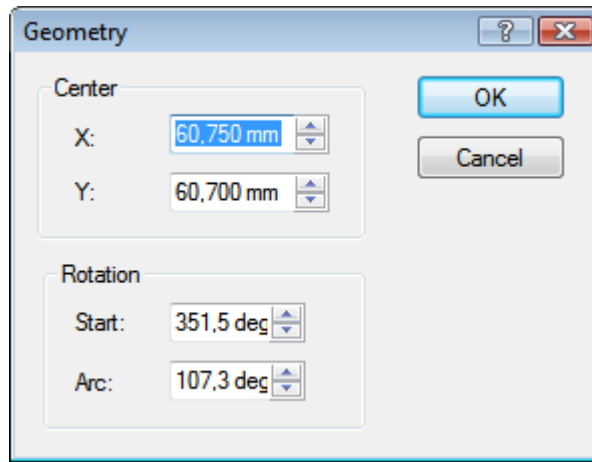 Geometry
Center
X: 60,750 mm
Y: 60,700 mm
Rotation
Start: 351,5 deg
Arc: 107,3 deg
OK
Cancel